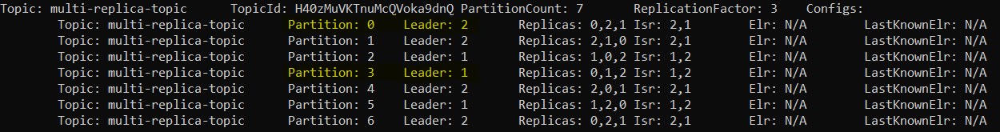 Topic: multi-replica-topic TopicId: H40zMuVKTnuMcQVoka9dnQ PartitionCount: 7 ReplicationFactor: 3 Configs:
Topic: multi-replica-topic Partition: 0 Leader: 2 Replicas: 0,2,1 Isr: 2,1 Elr: N/A LastKnownElr: N/A
Topic: multi-replica-topic Partition: 1 Leader: 2 Replicas: 2,1,0 Isr: 2,1 Elr: N/A LastKnownElr: N/A
Topic: multi-replica-topic Partition: 2 Leader: 1 Replicas: 1,0,2 Isr: 1,2 Elr: N/A LastKnownElr: N/A
Topic: multi-replica-topic Partition: 3 Leader: 1 Replicas: 0,1,2 Isr: 1,2 Elr: N/A LastKnownElr: N/A
Topic: multi-replica-topic Partition: 4 Leader: 2 Replicas: 2,0,1 Isr: 2,1 Elr: N/A LastKnownElr: N/A
Topic: multi-replica-topic Partition: 5 Leader: 1 Replicas: 1,2,0 Isr: 1,2 Elr: N/A LastKnownElr: N/A
Topic: multi-replica-topic Partition: 6 Leader: 2 Replicas: 0,2,1 Isr: 2,1 Elr: N/A LastKnownElr: N/A